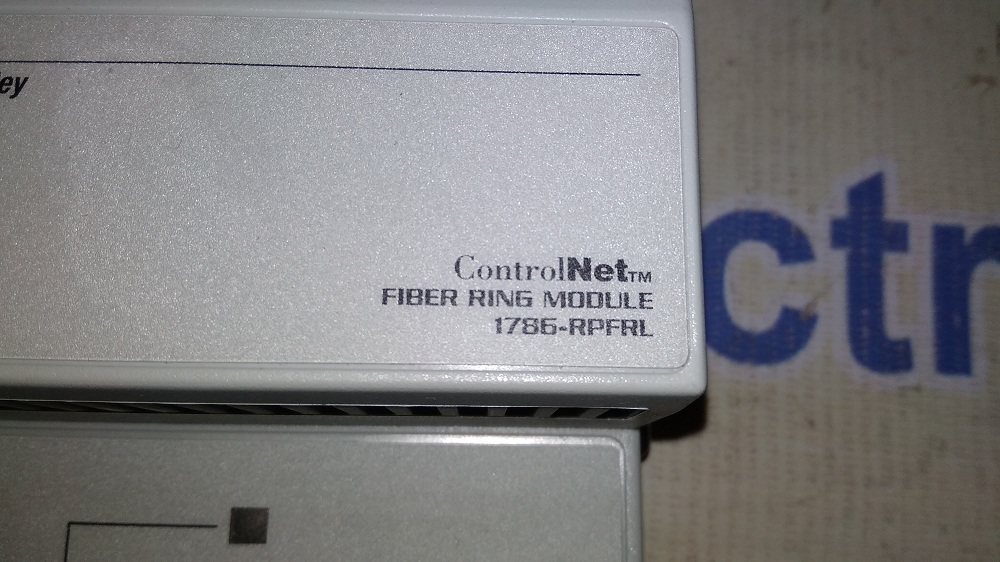 ey
ControlNet™
FIBER RING MODULE
1786-RPFRL
ctr